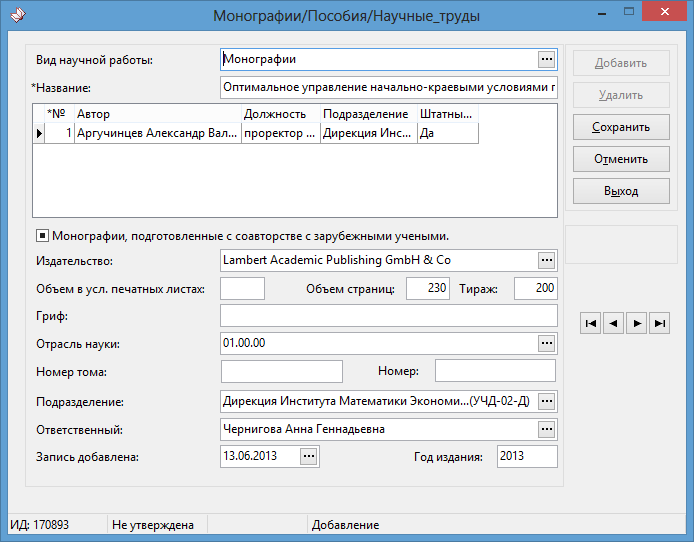 Монографии/Пособия/Научные_труды
Вид научной работы: Монографии ...
*Название: Оптимальное управление начально-краевыми условиями г
*№ Автор Должность Подразделение Штатны...
1 Аргучинцев Александр Вал... проректор ... Дирекция Инс... Да
Монографии, подготовленные с соавторстве с зарубежными учеными.
Издательство: Lambert Academic Publishing GmbH & Co ...
Объем в усл. печатных листах: Объем страниц: 230 Тираж: 200
Гриф:
Отрасль науки: 01.00.00 ...
Номер тома: Номер:
Подразделение: Дирекция Института Математики Экономи...(УЧД-02-Д) ...
Ответственный: Чернигова Анна Геннадьевна ...
Запись добавлена: 13.06.2013 ... Год издания: 2013
Добавить
Удалить
Сохранить
Отменить
Выход
ИД: 170893 Не утверждена Добавление